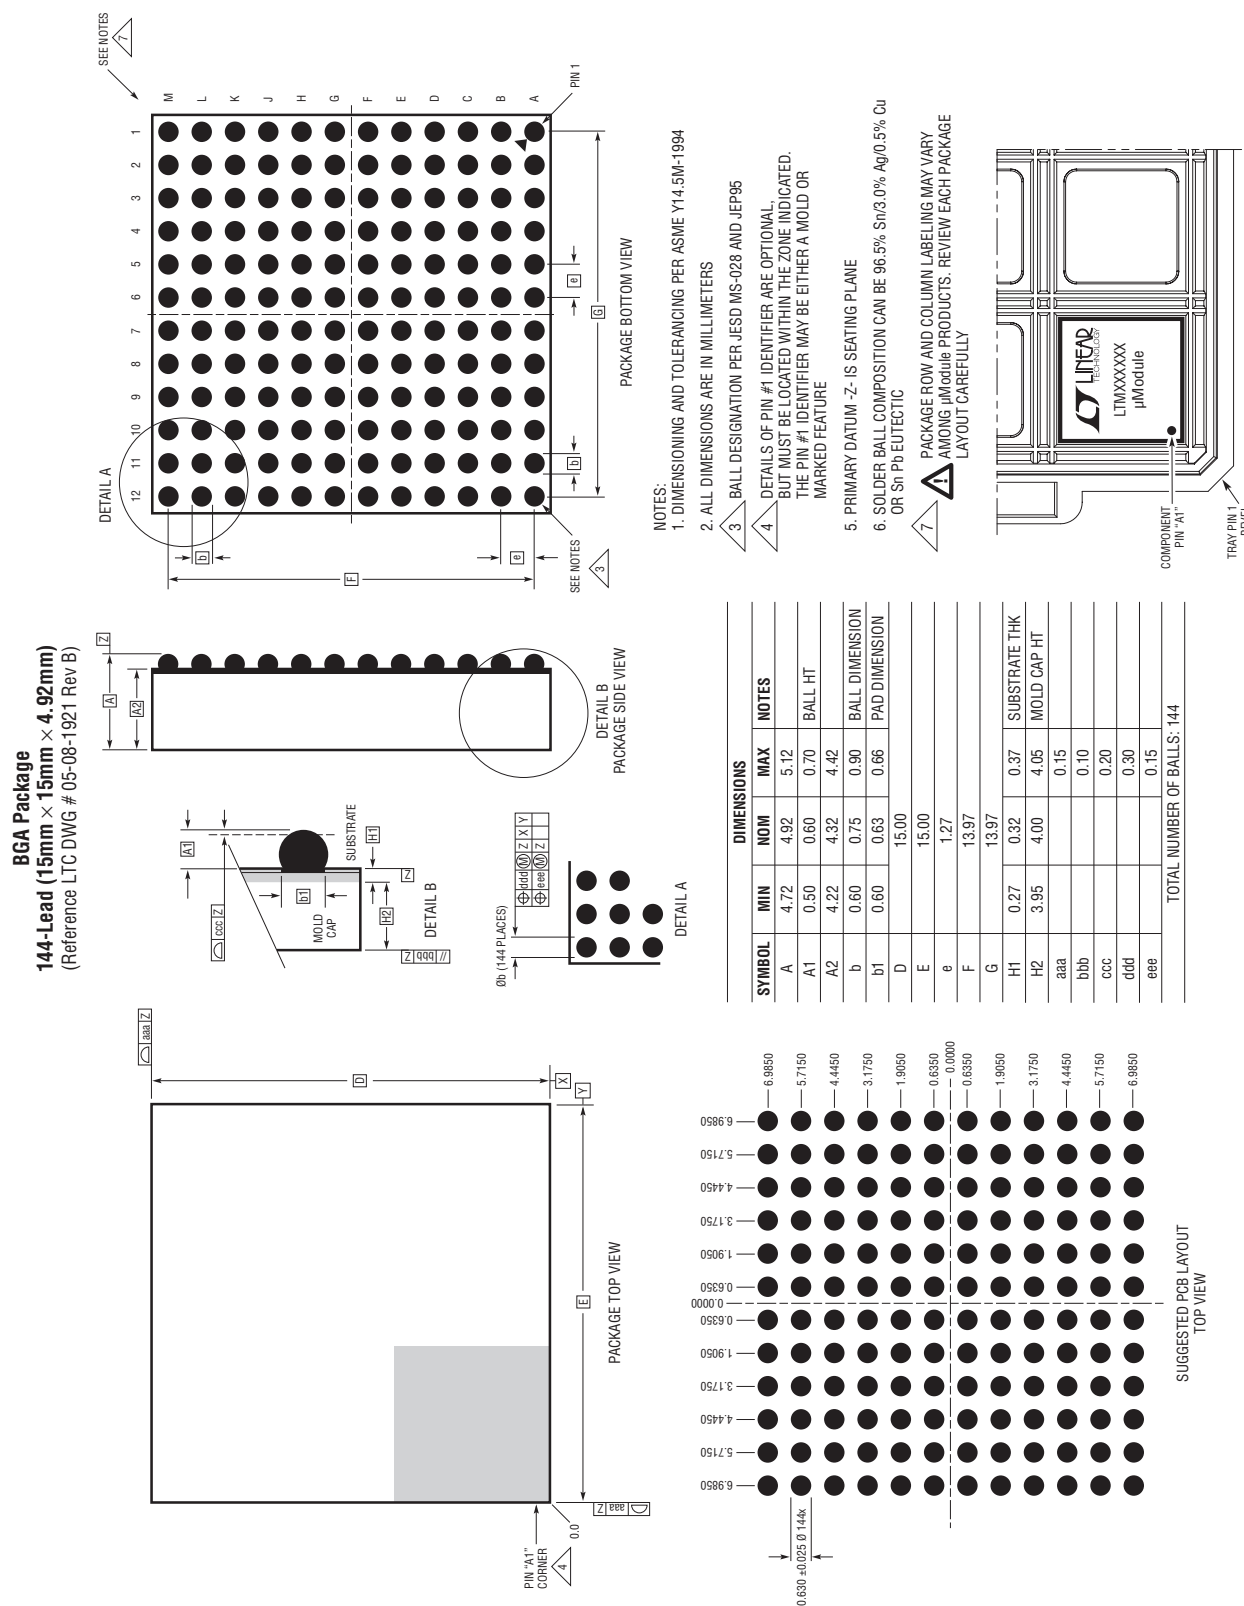 BGA Package
144-Lead (15mm × 15mm × 4.92mm)
(Reference LTC DWG # 05-08-1921 Rev B)
aaa Z
D
X
Y
E
aaa Z
PIN “A1”
CORNER
4
0.0
PACKAGE TOP VIEW
A1
ccc Z
SUBSTRATE
b1
H1
MOLD
CAP
Z
H2
// bbb Z
DETAIL B
Øb (144 PLACES)
ddd M Z X Y
eee M Z
DETAIL A
Z
A
A2
DETAIL B
PACKAGE SIDE VIEW
SEE NOTES
7
DETAIL A
12 11 10 9 8 7 6 5 4 3 2 1
M
L
K
J
H
G
F
E
D
C
B
A
PIN 1
b
F
e
SEE NOTES
3
b
e
G
PACKAGE BOTTOM VIEW
6.9850
5.7150
4.4450
3.1750
1.9050
0.6350
0.0000
0.6350
1.9050
3.1750
4.4450
5.7150
6.9850
6.9850
5.7150
4.4450
3.1750
1.9050
0.6350
0.0000
0.6350
1.9050
3.1750
4.4450
5.7150
6.9850
0.630 ±0.025 Ø 144x
SUGGESTED PCB LAYOUT
TOP VIEW
DIMENSIONS
SYMBOL MIN NOM MAX NOTES
A 4.72 4.92 5.12
A1 0.50 0.60 0.70 BALL HT
A2 4.22 4.32 4.42
b 0.60 0.75 0.90 BALL DIMENSION
b1 0.60 0.63 0.66 PAD DIMENSION
D 15.00
E 15.00
e 1.27
F 13.97
G 13.97
H1 0.27 0.32 0.37 SUBSTRATE THK
H2 3.95 4.00 4.05 MOLD CAP HT
aaa 0.15
bbb 0.10
ccc 0.20
ddd 0.30
eee 0.15
TOTAL NUMBER OF BALLS: 144
NOTES:
1. DIMENSIONING AND TOLERANCING PER ASME Y14.5M-1994
2. ALL DIMENSIONS ARE IN MILLIMETERS
3 BALL DESIGNATION PER JESD MS-028 AND JEP95
4 DETAILS OF PIN #1 IDENTIFIER ARE OPTIONAL,
BUT MUST BE LOCATED WITHIN THE ZONE INDICATED.
THE PIN #1 IDENTIFIER MAY BE EITHER A MOLD OR
MARKED FEATURE
5. PRIMARY DATUM -Z- IS SEATING PLANE
6. SOLDER BALL COMPOSITION CAN BE 96.5% Sn/3.0% Ag/0.5% Cu
OR Sn Pb EUTECTIC
7 ! PACKAGE ROW AND COLUMN LABELING MAY VARY
AMONG µModule PRODUCTS. REVIEW EACH PACKAGE
LAYOUT CAREFULLY
LT LINEAR
TECHNOLOGY
LTMXXXXXX
µModule
COMPONENT
PIN “A1”
TRAY PIN 1